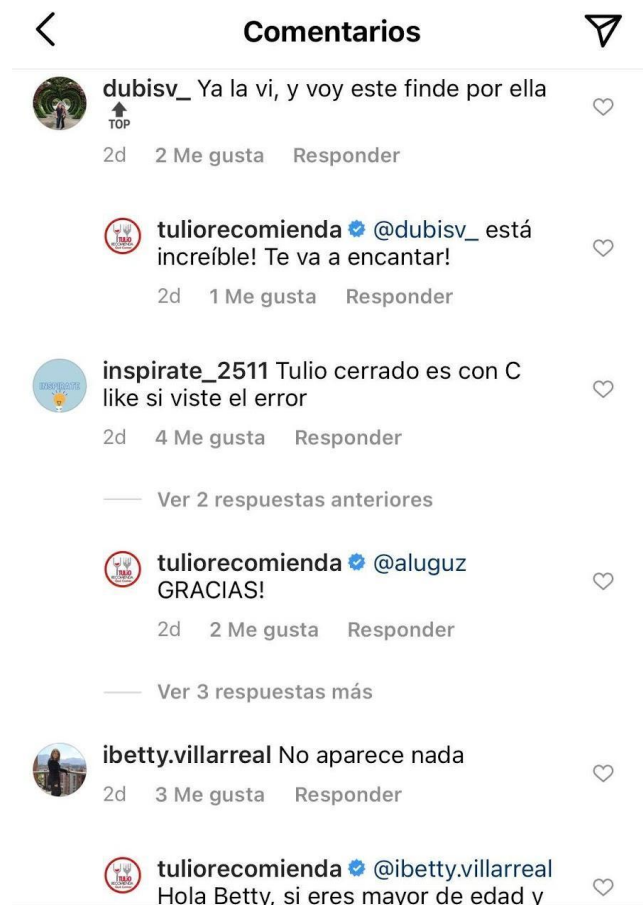 Comentarios
dubisv_ Ya la vi, y voy este finde por ella
TOP
2d 2 Me gusta Responder
tuliorecomienda @dubisv_ está
increíble! Te va a encantar!
2d 1 Me gusta Responder
INSPIRATE
inspirate_2511 Tulio cerrado es con C
like si viste el error
2d 4 Me gusta Responder
Ver 2 respuestas anteriores
tuliorecomienda @aluguz
GRACIAS!
2d 2 Me gusta Responder
Ver 3 respuestas más
ibetty.villarreal No aparece nada
2d 3 Me gusta Responder
tuliorecomienda @ibetty.villarreal
Hola Betty, si eres mayor de edad y